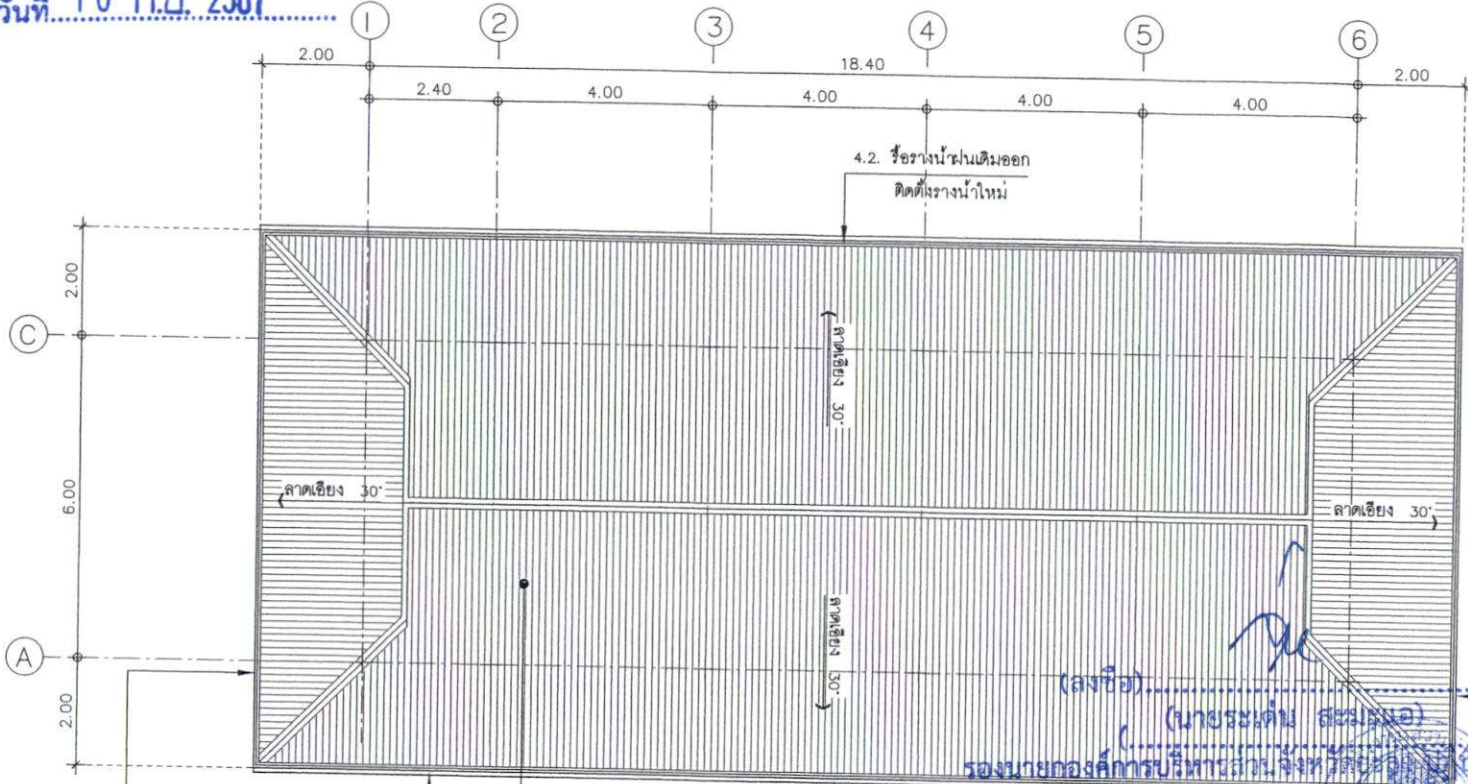 วันที่
1 2 3 4 5 6
2.00 18.40 2.00
2.40 4.00 4.00 4.00 4.00
4.2. รื้อรางน้ำฝนเดิมออก
ติดตั้งรางน้ำใหม่
2.00
C
ลาดเอียง 30°
6.00
ลาดเอียง 30°
ลาดเอียง 30°
ลาดเอียง 30°
A
2.00
(ลงชื่อ)
(นายระเด่น
รองนายกองค์การบริหารส่วนจังหวัด